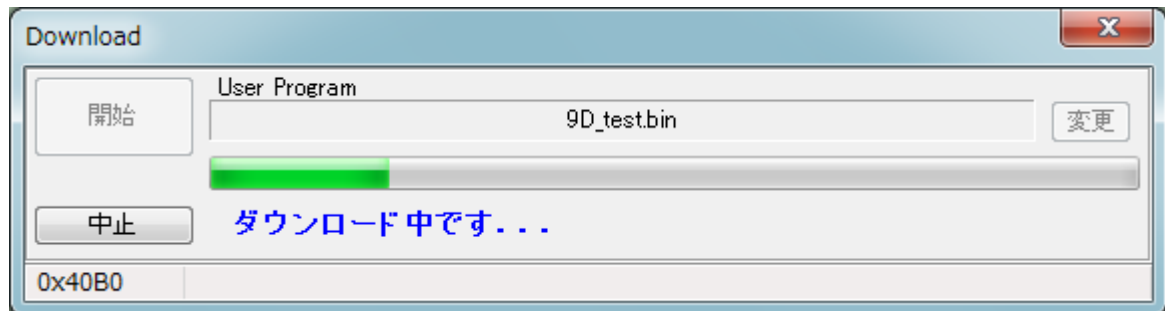 Download
User Program
開始
9D_test.bin
変更
中止
ダウンロード中です...
0x40B0